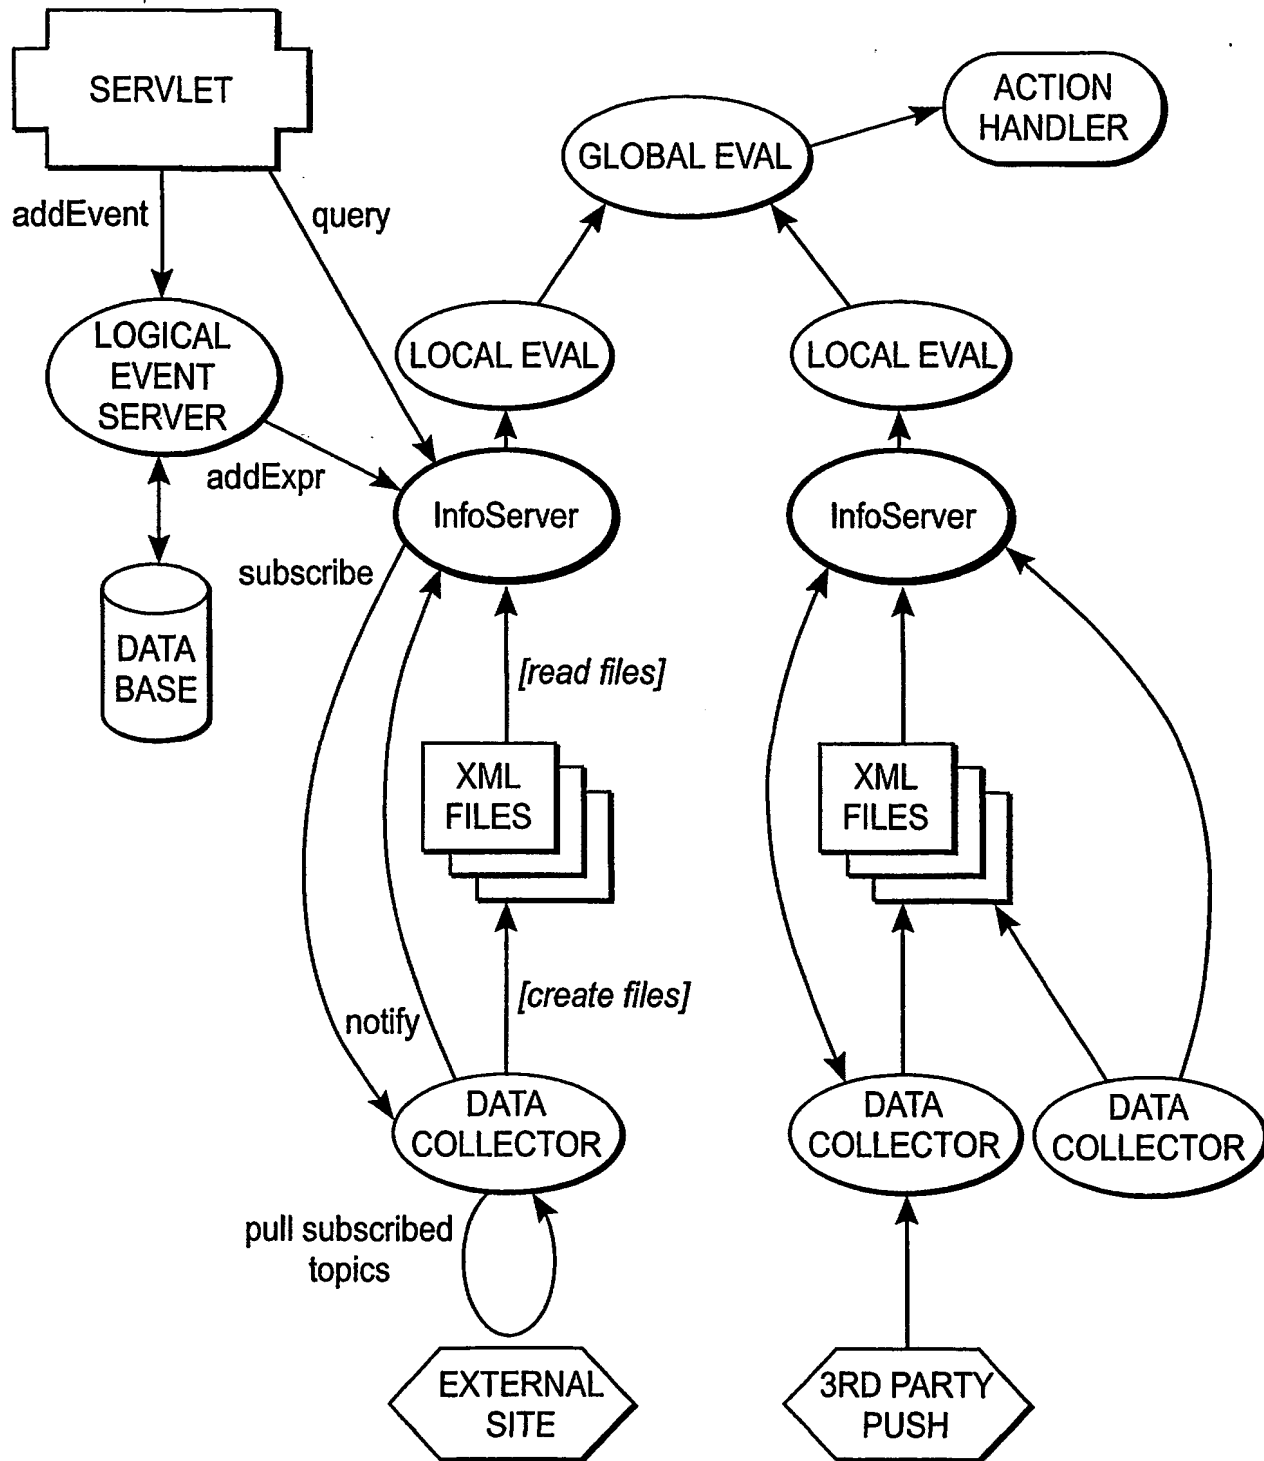 SERVLET
ACTION
HANDLER
GLOBAL EVAL
addEvent
query
LOGICAL
EVENT
SERVER
LOCAL EVAL
LOCAL EVAL
addExpr
InfoServer
InfoServer
subscribe
DATA
BASE
[read files]
XML
FILES
XML
FILES
[create files]
notify
DATA
COLLECTOR
DATA
COLLECTOR
DATA
COLLECTOR
pull subscribed
topics
EXTERNAL
SITE
3RD PARTY
PUSH